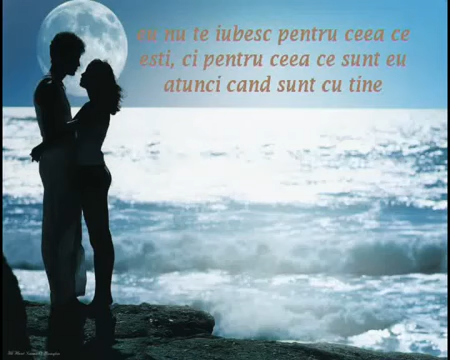 eu nu te iubesc pentru ceea ce
esti, ci pentru ceea ce sunt eu
atunci cand sunt cu tine